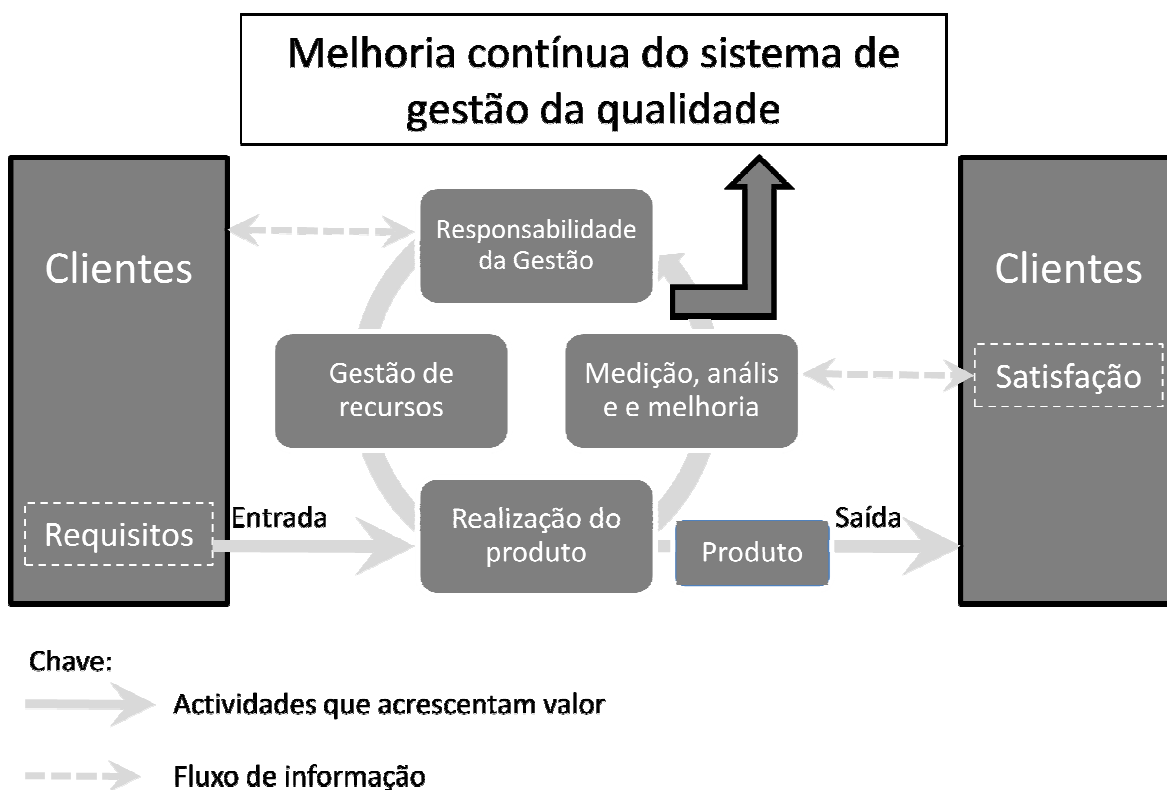 Melhoria contínua do sistema de
gestão da qualidade
Clientes
Responsabilidade
da Gestão
Clientes
Gestão de
recursos
Medição, anális
e e melhoria
Satisfação
Requisitos
Entrada
Realização do
produto
Produto
Saída
Chave:
Actividades que acrescentam valor
Fluxo de informação